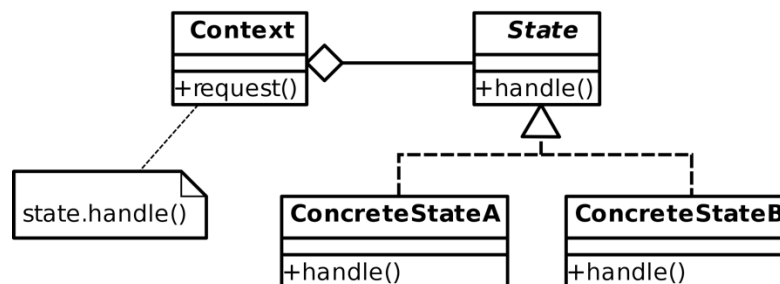 Context
+request()
State
+handle()
state.handle()
ConcreteStateA
+handle()
ConcreteStateB
+handle()